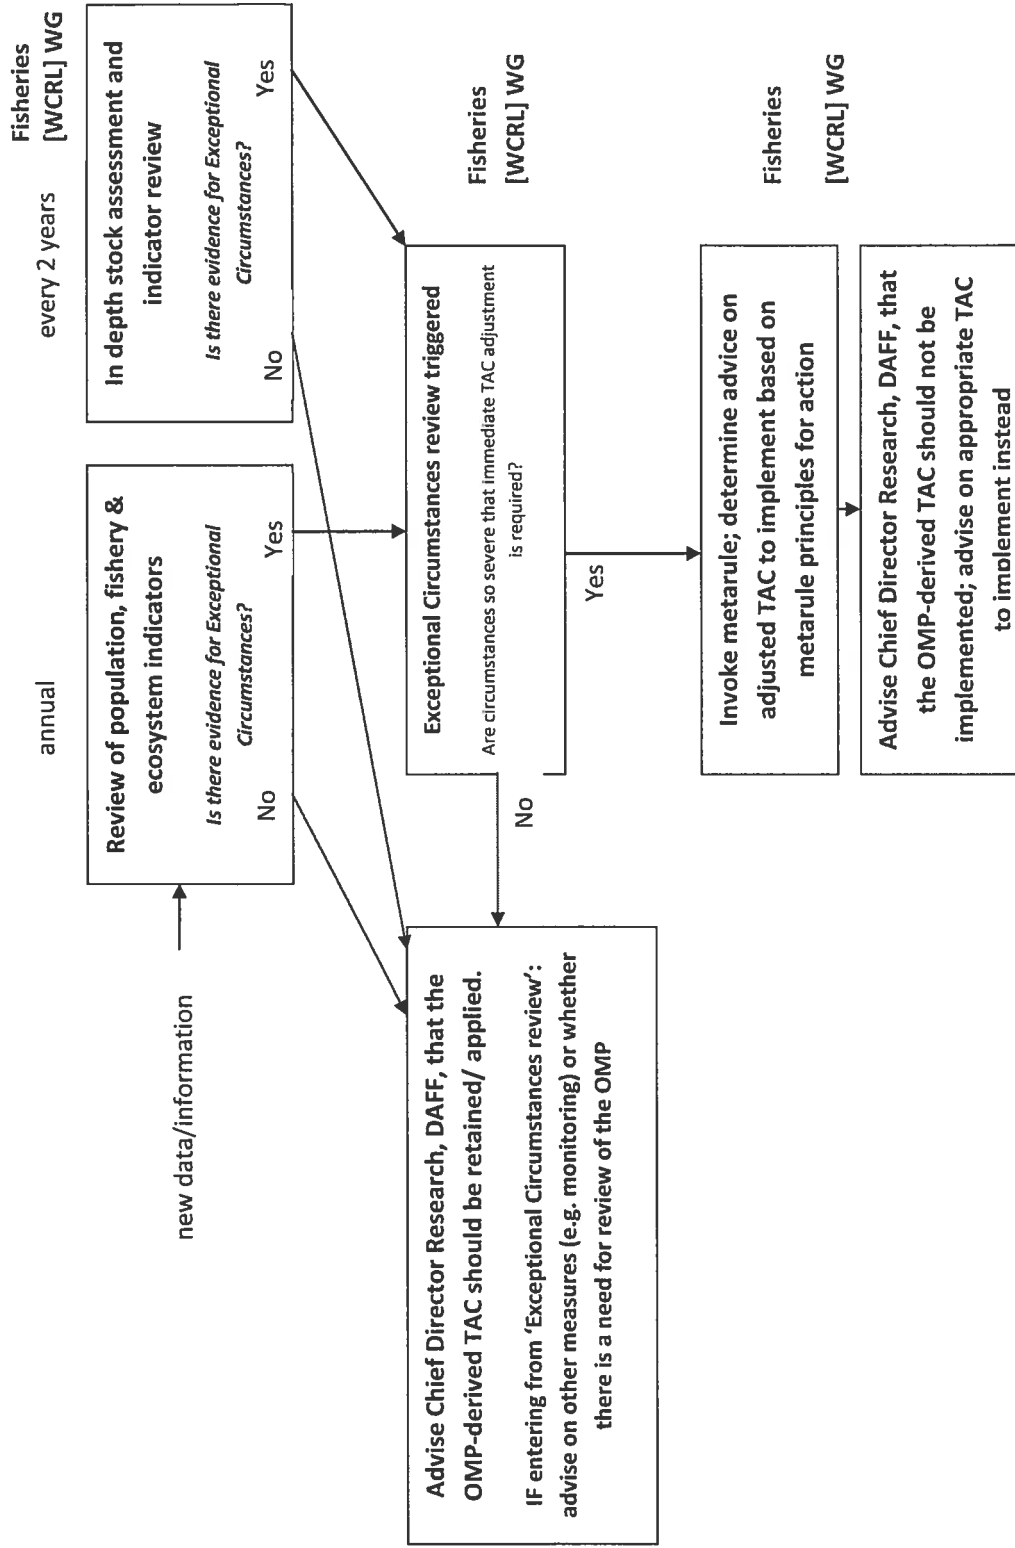 annual
every 2 years
Fisheries
[WCRL] WG
new data/information
Review of population, fishery &
ecosystem indicators
Is there evidence for Exceptional
Circumstances?
No
Yes
In depth stock assessment and
indicator review
Is there evidence for Exceptional
Circumstances?
No
Yes
Advise Chief Director Research, DAFF, that the
OMP-derived TAC should be retained/ applied.
IF entering from ‘Exceptional Circumstances review’:
advise on other measures (e.g. monitoring) or whether
there is a need for review of the OMP
No
Exceptional Circumstances review triggered
Are circumstances so severe that immediate TAC adjustment
is required?
Fisheries
[WCRL] WG
Yes
Invoke metarule; determine advice on
adjusted TAC to implement based on
metarule principles for action
Fisheries
[WCRL] WG
Advise Chief Director Research, DAFF, that
the OMP-derived TAC should not be
implemented; advise on appropriate TAC
to implement instead